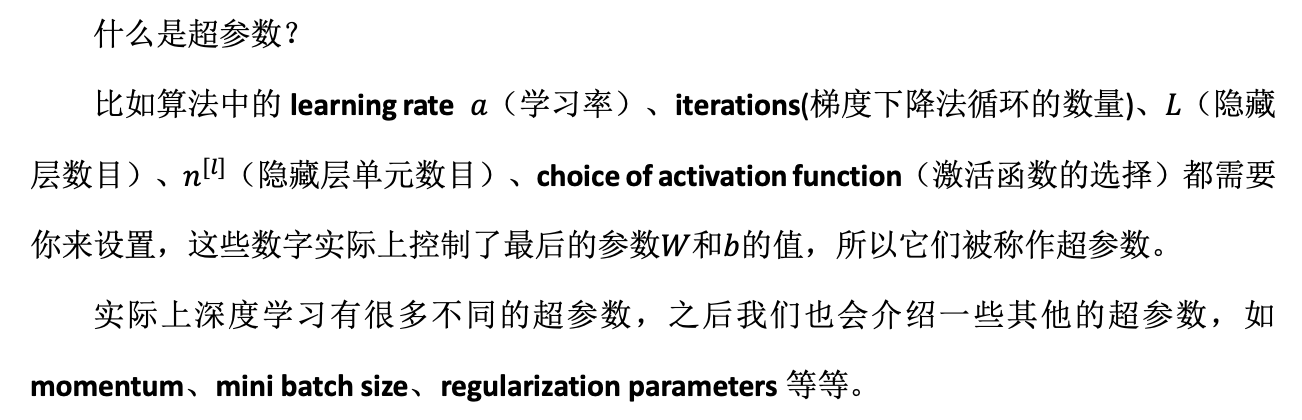 什么是超参数？
比如算法中的 learning rate a（学习率）、iterations(梯度下降法循环的数量)、L（隐藏
层数目）、n^[l]（隐藏层单元数目）、choice of activation function（激活函数的选择）都需要
你来设置，这些数字实际上控制了最后的参数W和b的值，所以它们被称作超参数。
实际上深度学习有很多不同的超参数，之后我们也会介绍一些其他的超参数，如
momentum、mini batch size、regularization parameters 等等。